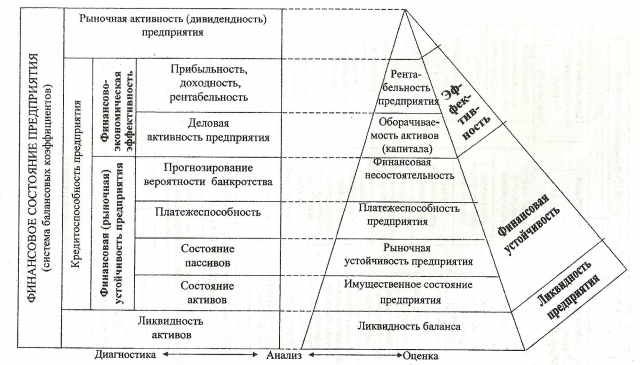 ФИНАНСОВОЕ СОСТОЯНИЕ ПРЕДПРИЯТИЯ
(система балансовых коэффициентов)
Рыночная активность (дивидендность)
предприятия
Кредитоспособность предприятия
Финансово-
экономическая
эффективность
Прибыльность,
доходность,
рентабельность
Деловая
активность предприятия
Финансовая (рыночная)
устойчивость предприятия
Прогнозирование
вероятности банкротства
Платежеспособность
Состояние
пассивов
Состояние
активов
Ликвидность
активов
Рента-
бельность
предприятия
Оборачивае-
мость активов
(капитала)
Финансовая
несостоятельность
Платежеспособность
предприятия
Рыночная
устойчивость предприятия
Имущественное состояние
предприятия
Ликвидность баланса
Эф-
фек-
тив-
ность
Финансовая
устойчивость
Ликвидность
предприятия
Диагностика
Анализ
Оценка